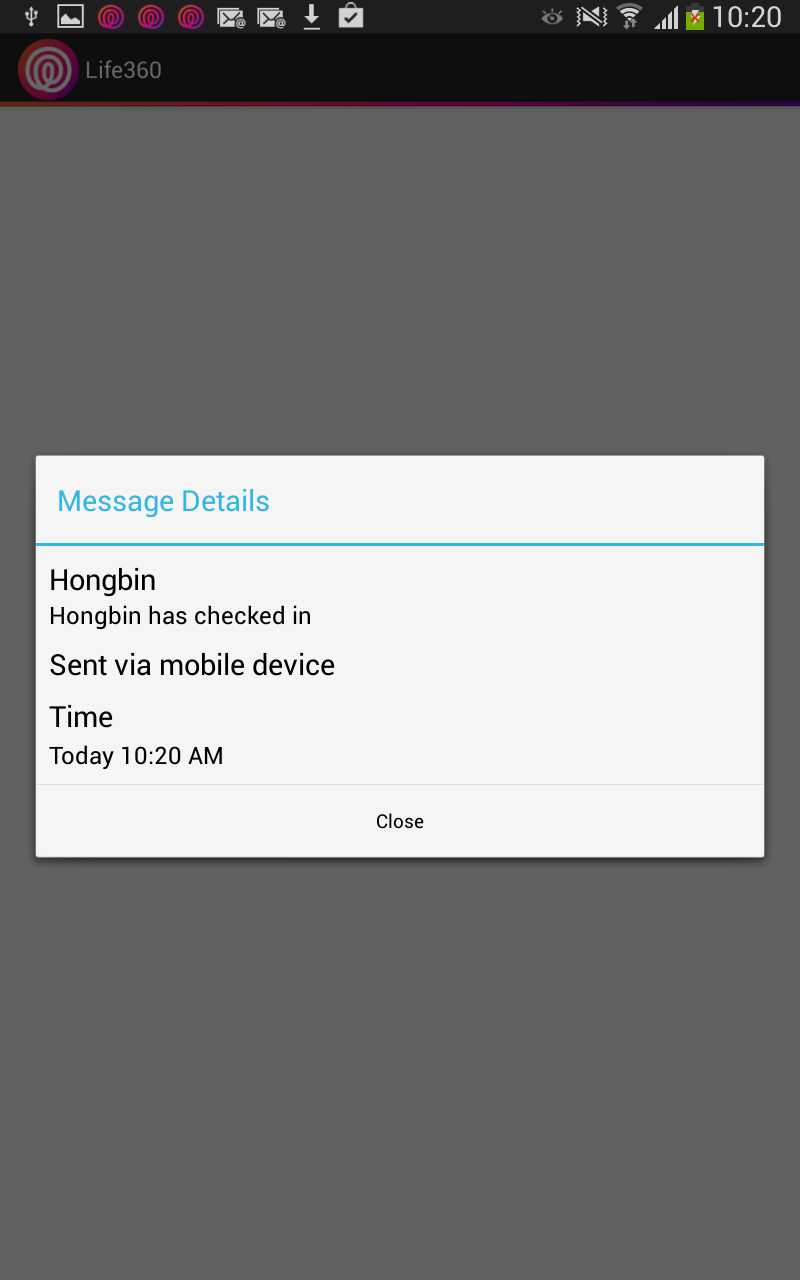 10:20
Life360
Message Details
Hongbin
Hongbin has checked in
Sent via mobile device
Time
Today 10:20 AM
Close